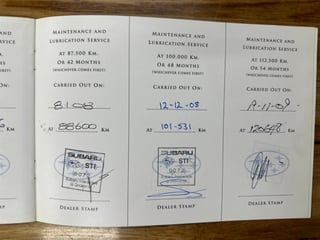 Km
Maintenance and
Lubrication Service
at 87,500 Km.
or 42 Months
(whichever comes first)
Carried Out On:
8.1.08
at 88600 Km
SUBARU
STI
Dealer Stamp
Maintenance and
Lubrication Service
at 100,000 Km.
or 48 Months
(whichever comes first)
Carried Out On:
12-12-08
at 101-531 Km
SUBARU
STI
Dealer Stamp
Maintenance and
Lubrication Service
at 112,500 Km.
or 54 Months
(whichever comes first)
Carried Out On:
at Km
Dealer Stamp